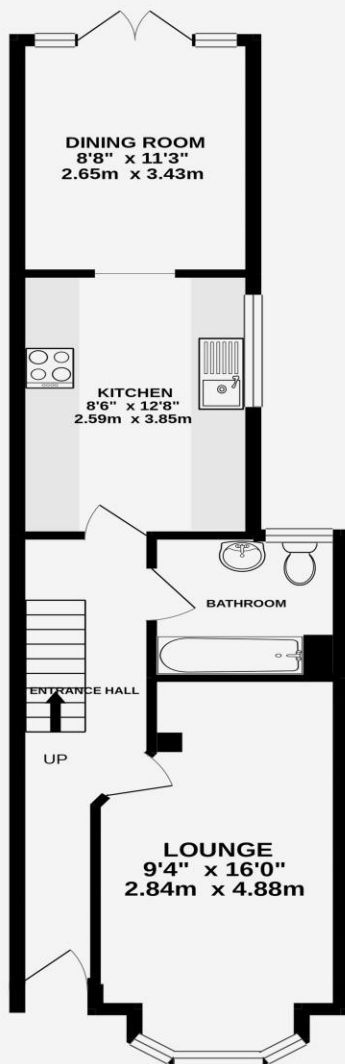 DINING ROOM
8'8" x 11'3"
2.65m x 3.43m
KITCHEN
8'6" x 12'8"
2.59m x 3.85m
BATHROOM
ENTRANCE HALL
UP
LOUNGE
9'4" x 16'0"
2.84m x 4.88m